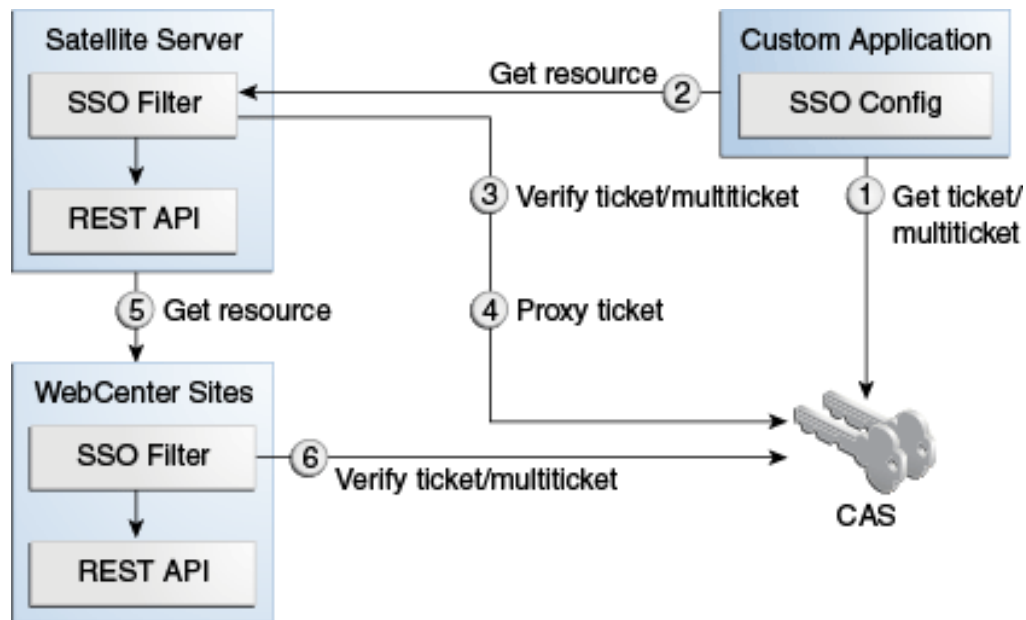 Satellite Server
SSO Filter
REST API
Custom Application
SSO Config
Get resource
2
3
Verify ticket/multiticket
1
Get ticket/
multiticket
4
Proxy ticket
5
Get resource
WebCenter Sites
SSO Filter
REST API
6
Verify ticket/multiticket
CAS